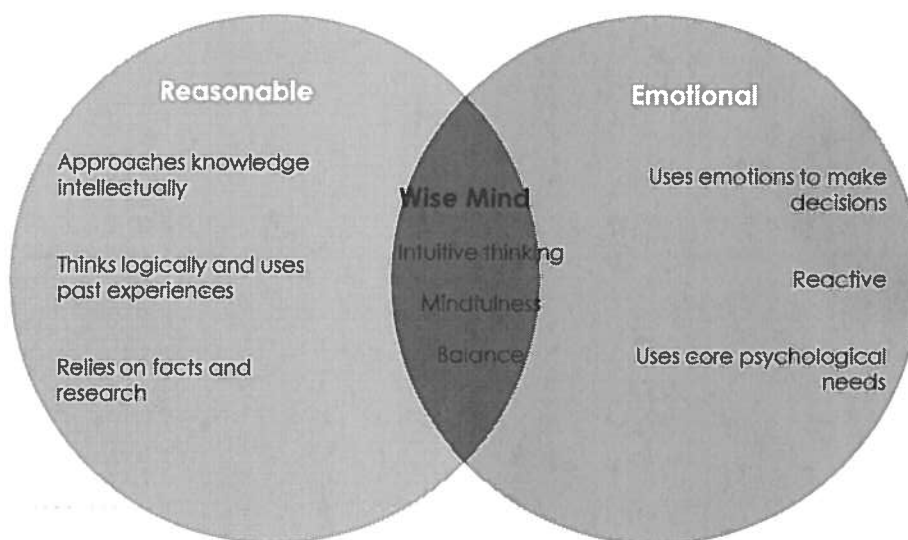 Reasonable
Approaches knowledge
intellectually
Thinks logically and uses
past experiences
Relies on facts and
research
Wise Mind
Intuitive thinking
Mindfulness
Balance
Emotional
Uses emotions to make
decisions
Reactive
Uses core psychological
needs